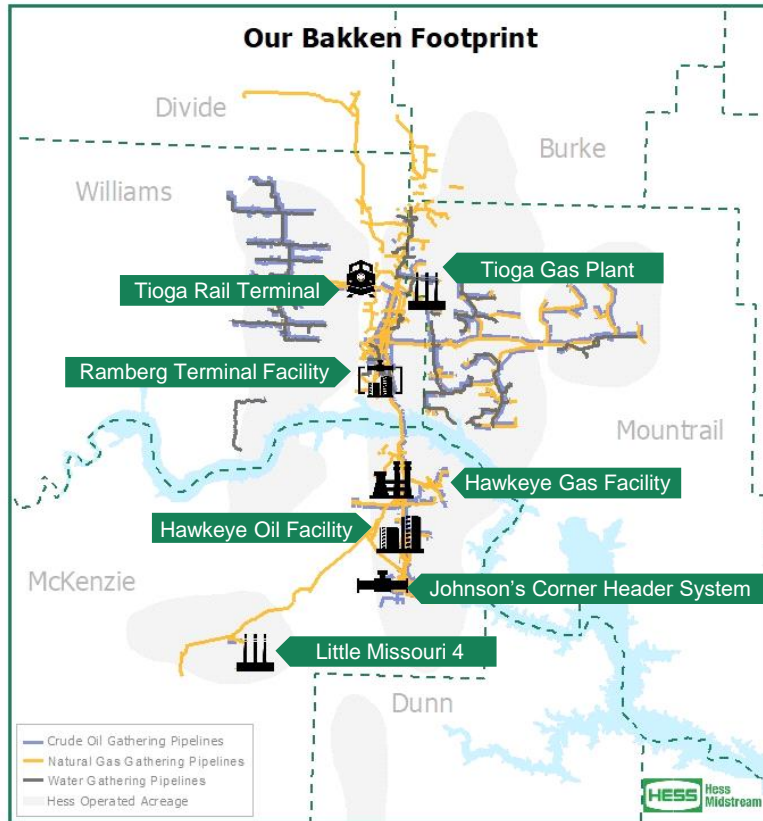 Our Bakken Footprint
Divide
Burke
Williams
Tioga Gas Plant
Tioga Rail Terminal
Ramberg Terminal Facility
Mountrail
Hawkeye Gas Facility
Hawkeye Oil Facility
McKenzie
Johnson's Corner Header System
Little Missouri 4
Dunn
Crude Oil Gathering Pipelines
Natural Gas Gathering Pipelines
Water Gathering Pipelines
Hess Operated Acreage
HESS Hess
Midstream